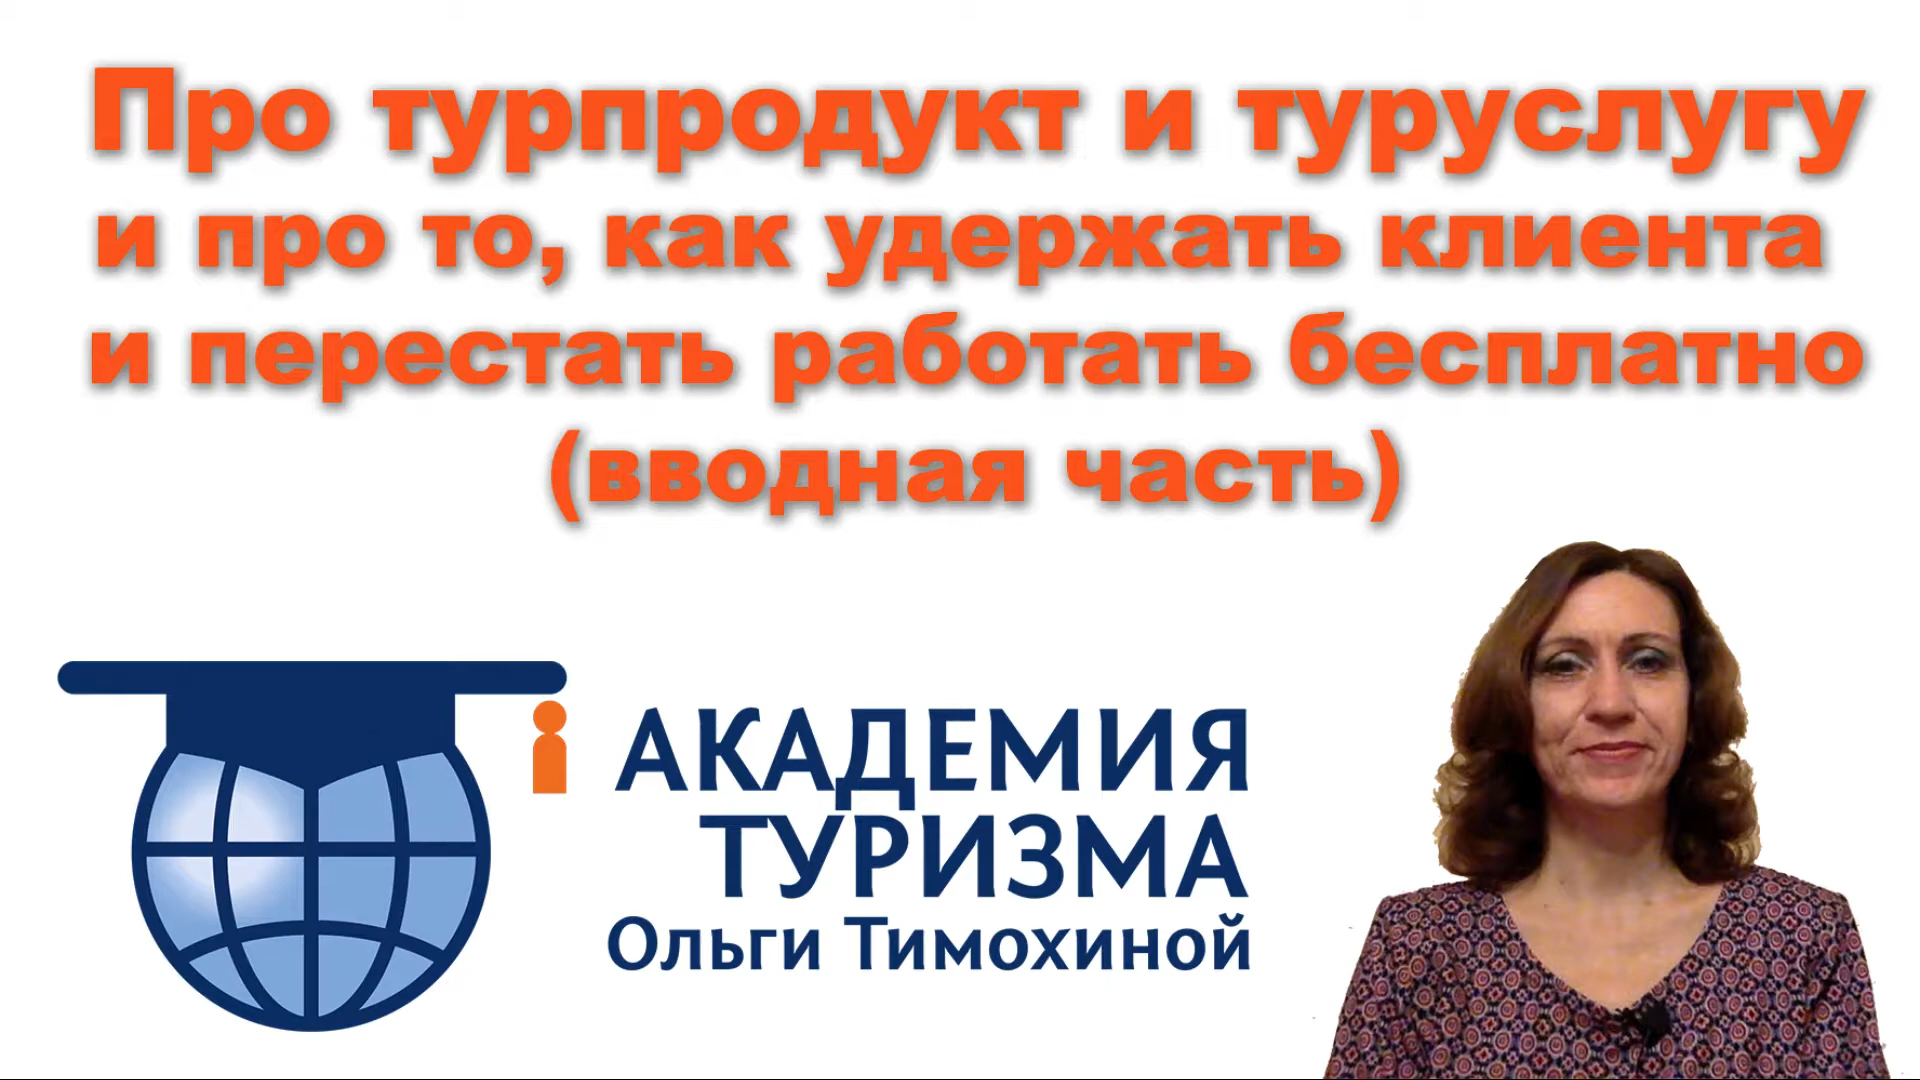 Про турпродукт и туруслугу
и про то, как удержать клиента
и перестать работать бесплатно
(вводная часть)
АКАДЕМИЯ
ТУРИЗМА
Ольги Тимохиной